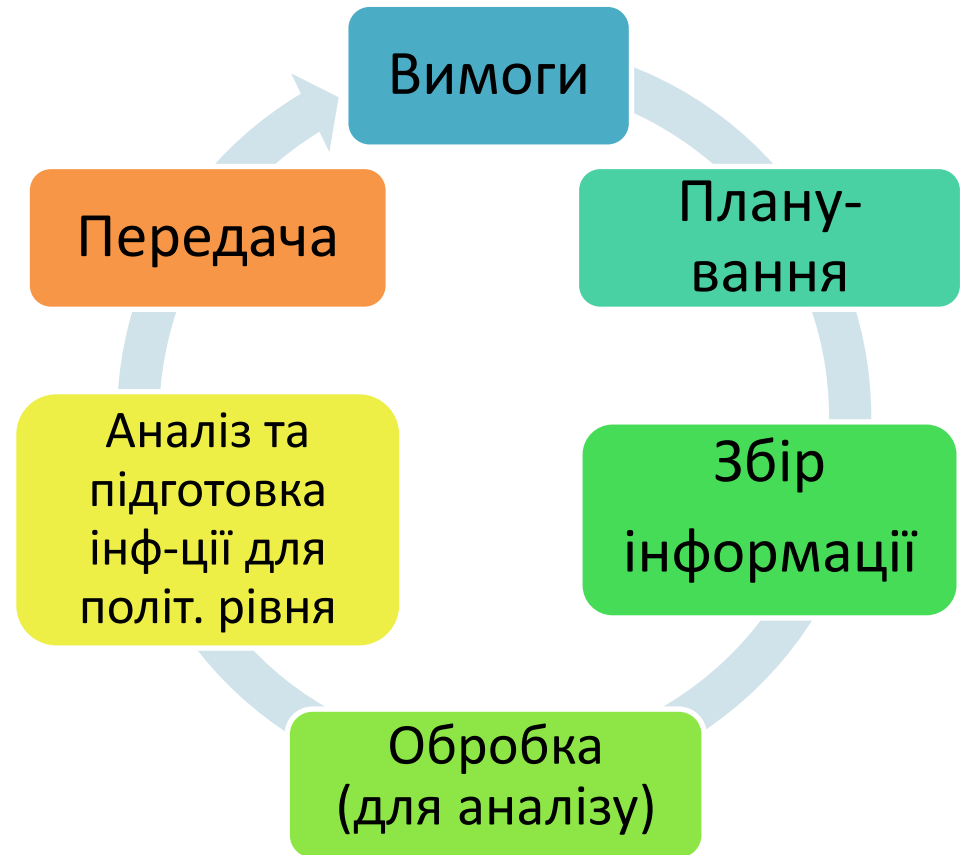 Вимоги
Плану-
вання
Збір
інформації
Обробка
(для аналізу)
Аналіз та
підготовка
інф-ції для
політ. рівня
Передача